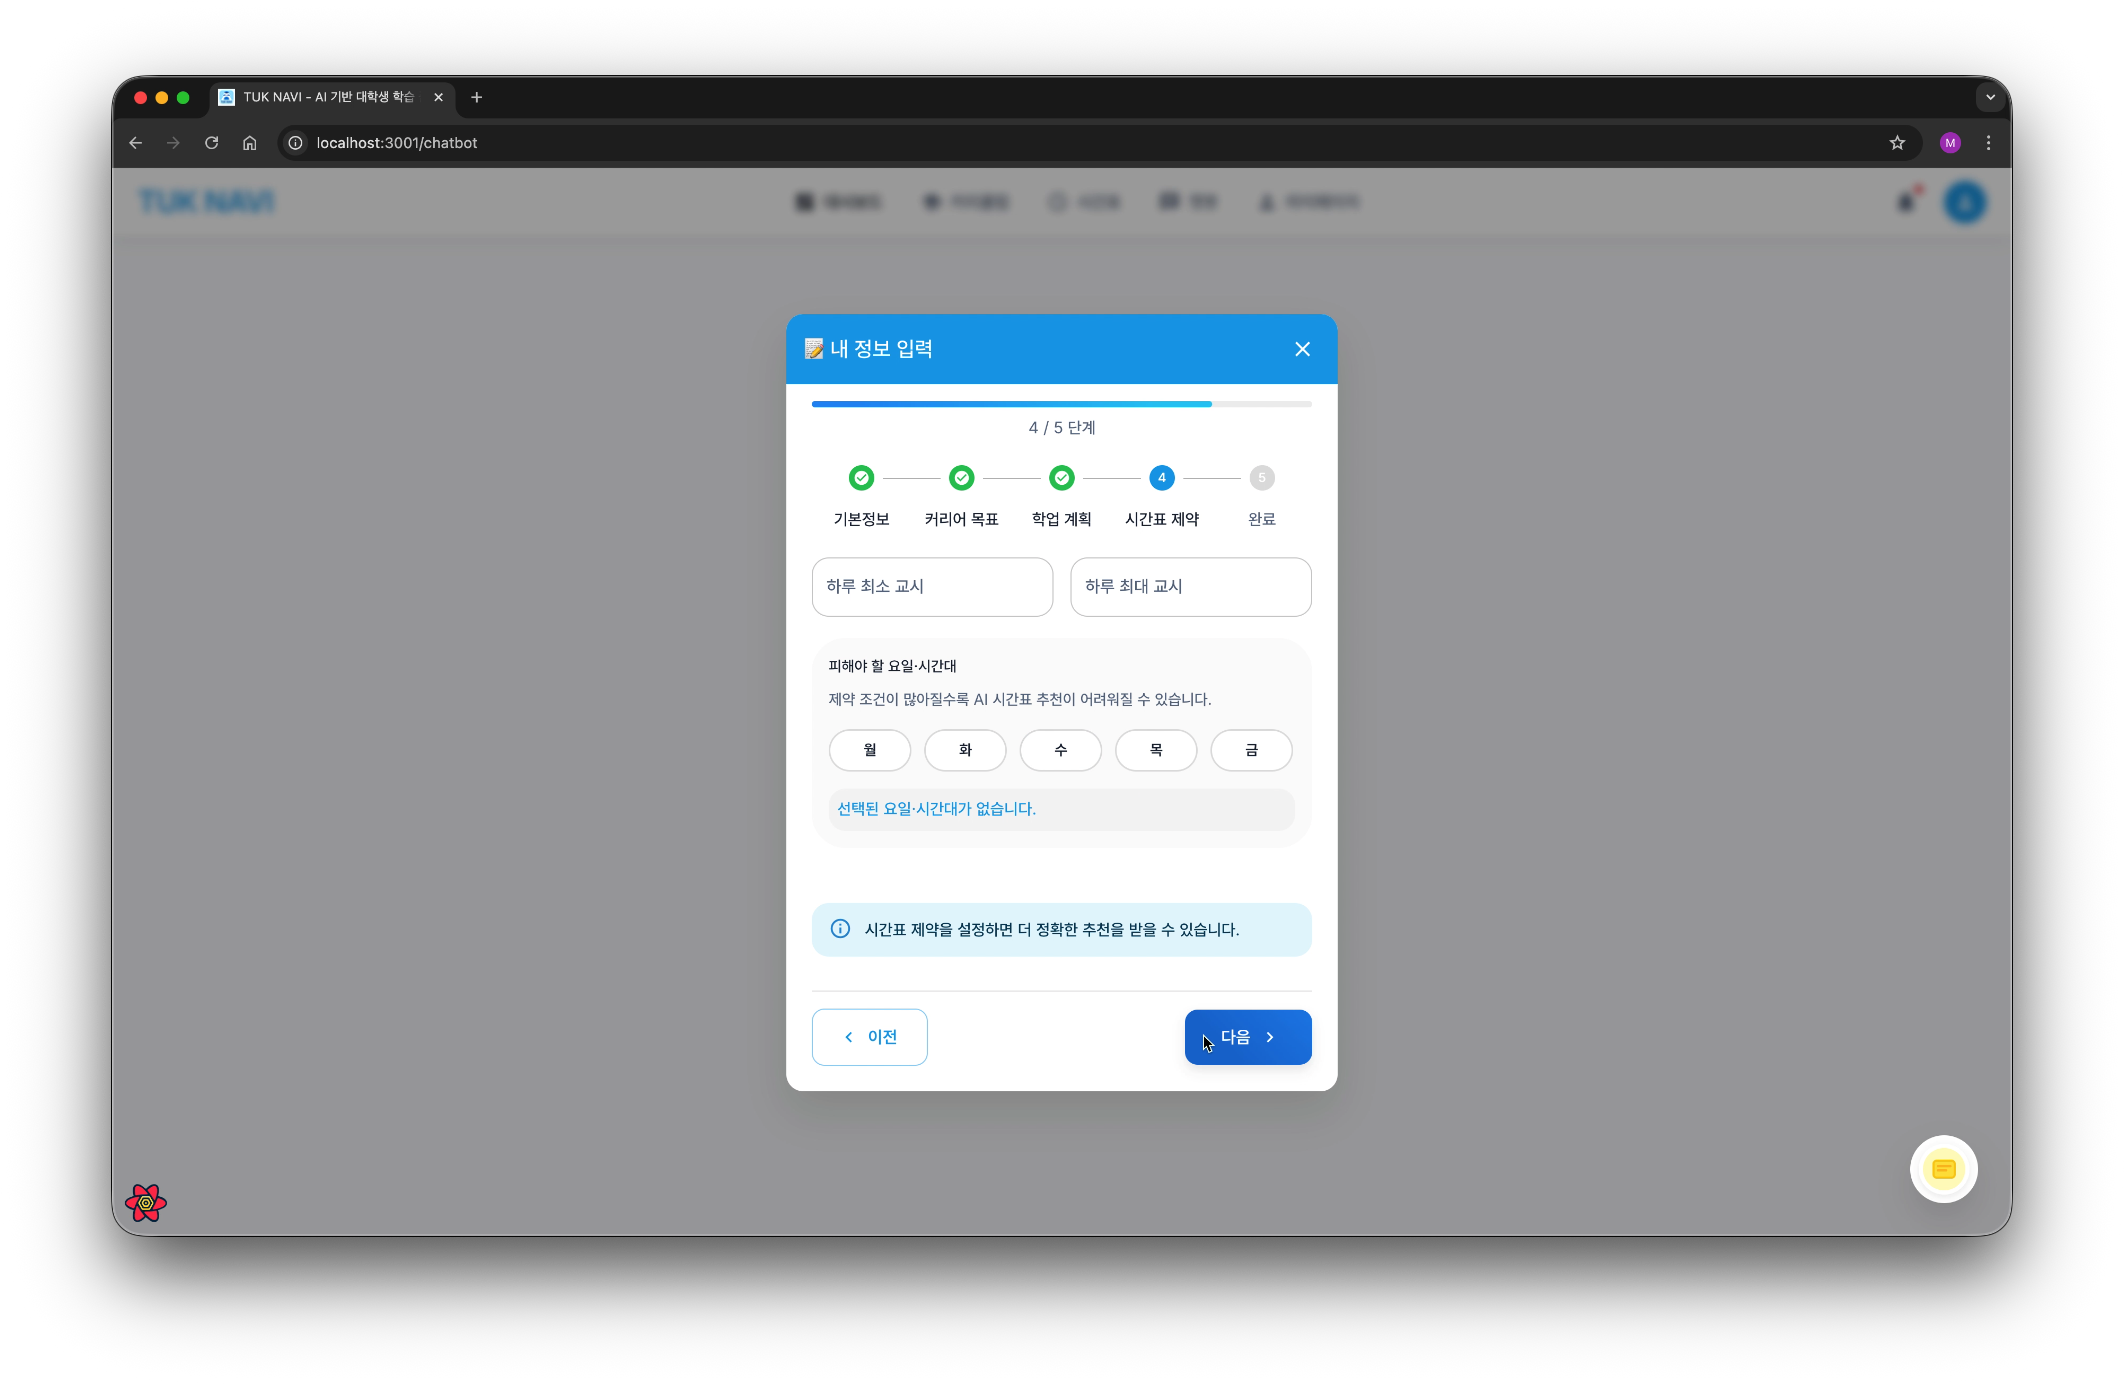 TUK NAVI - AI 기반 대학생 학습
localhost:3001/chatbot
M
TUK NAVI
내 정보 입력
4 / 5 단계
4
5
기본정보
커리어 목표
학업 계획
시간표 제약
완료
하루 최소 교시
하루 최대 교시
피해야 할 요일·시간대
제약 조건이 많아질수록 AI 시간표 추천이 어려워질 수 있습니다.
월
화
수
목
금
선택된 요일·시간대가 없습니다.
시간표 제약을 설정하면 더 정확한 추천을 받을 수 있습니다.
이전
다음